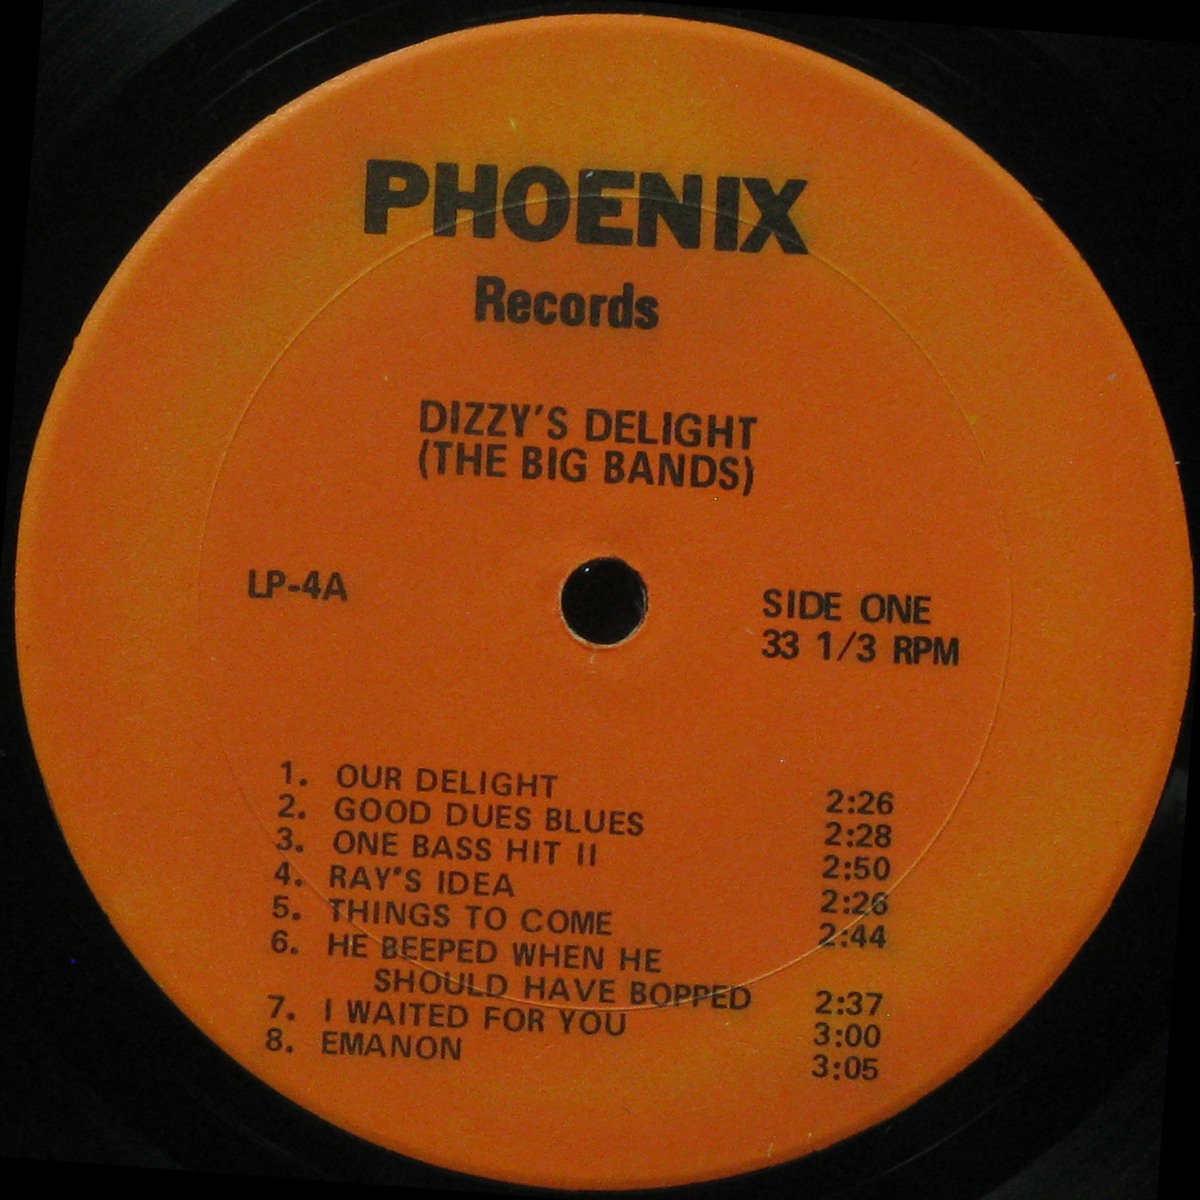 PHOENIX
Records
DIZZY'S DELIGHT
(THE BIG BANDS)
LP-4A
SIDE ONE
33 1/3 RPM
1. OUR DELIGHT 2:26
2. GOOD DUES BLUES 2:28
3. ONE BASS HIT II 2:50
4. RAY'S IDEA 2:26
5. THINGS TO COME 2:44
6. HE BEEPED WHEN HE
SHOULD HAVE BOPPED 2:37
7. I WAITED FOR YOU 3:00
8. EMANON 3:05